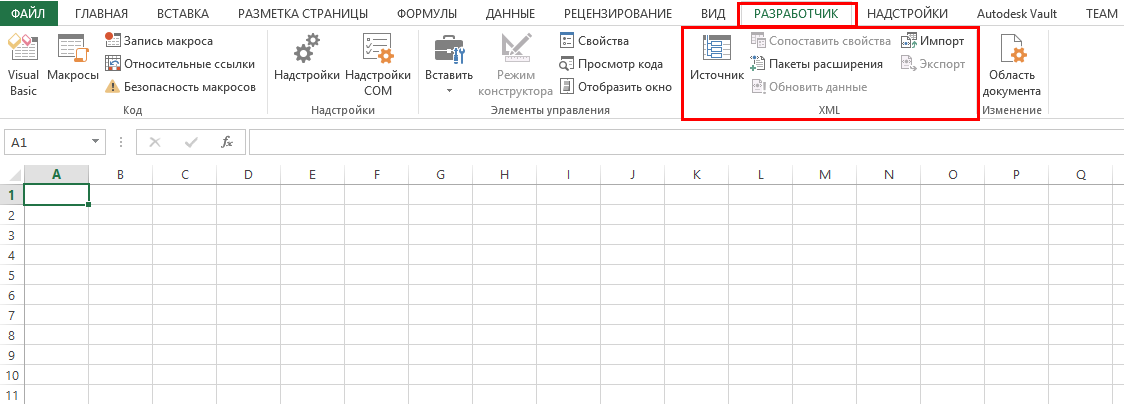 ФАЙЛ ГЛАВНАЯ ВСТАВКА РАЗМЕТКА СТРАНИЦЫ ФОРМУЛЫ ДАННЫЕ РЕЦЕНЗИРОВАНИЕ ВИД РАЗРАБОТЧИК НАДСТРОЙКИ Autodesk Vault TEAM
Visual Basic
Макросы
Запись макроса
Относительные ссылки
Безопасность макросов
Код
Надстройки
Надстройки COM
Надстройки
Вставить
Режим конструктора
Свойства
Просмотр кода
Отобразить окно
Элементы управления
Источник
Сопоставить свойства
Пакеты расширения
Обновить данные
Импорт
Экспорт
XML
Область документа
Изменение
A1 fx
A B C D E F G H I J K L M N O P Q
1
2
3
4
5
6
7
8
9
10
11